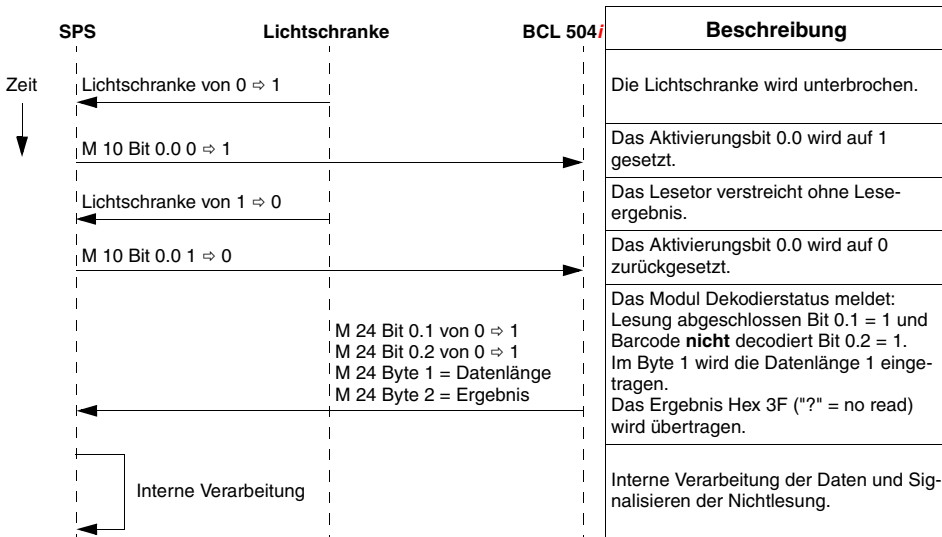 SPS Lichtschranke BCL 504i Beschreibung
Zeit
Lichtschranke von 0 ⇨ 1
Die Lichtschranke wird unterbrochen.
M 10 Bit 0.0 0 ⇨ 1
Das Aktivierungsbit 0.0 wird auf 1
gesetzt.
Lichtschranke von 1 ⇨ 0
Das Lesetor verstreicht ohne Lese-
ergebnis.
M 10 Bit 0.0 1 ⇨ 0
Das Aktivierungsbit 0.0 wird auf 0
zurückgesetzt.
M 24 Bit 0.1 von 0 ⇨ 1
M 24 Bit 0.2 von 0 ⇨ 1
M 24 Byte 1 = Datenlänge
M 24 Byte 2 = Ergebnis
Das Modul Dekodierstatus meldet:
Lesung abgeschlossen Bit 0.1 = 1 und
Barcode nicht decodiert Bit 0.2 = 1.
Im Byte 1 wird die Datenlänge 1 einge-
tragen.
Das Ergebnis Hex 3F ("?" = no read)
wird übertragen.
Interne Verarbeitung
Interne Verarbeitung der Daten und Sig-
nalisieren der Nichtlesung.